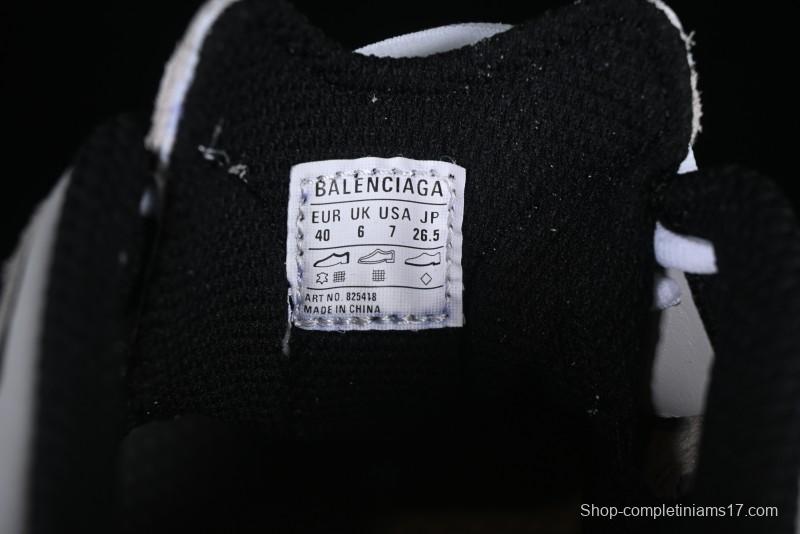 BALENCIAGA
EUR UK USA JP
40 6 7 26.5
ART NO. 825418
MADE IN CHINA
Shop-completiniams17.com